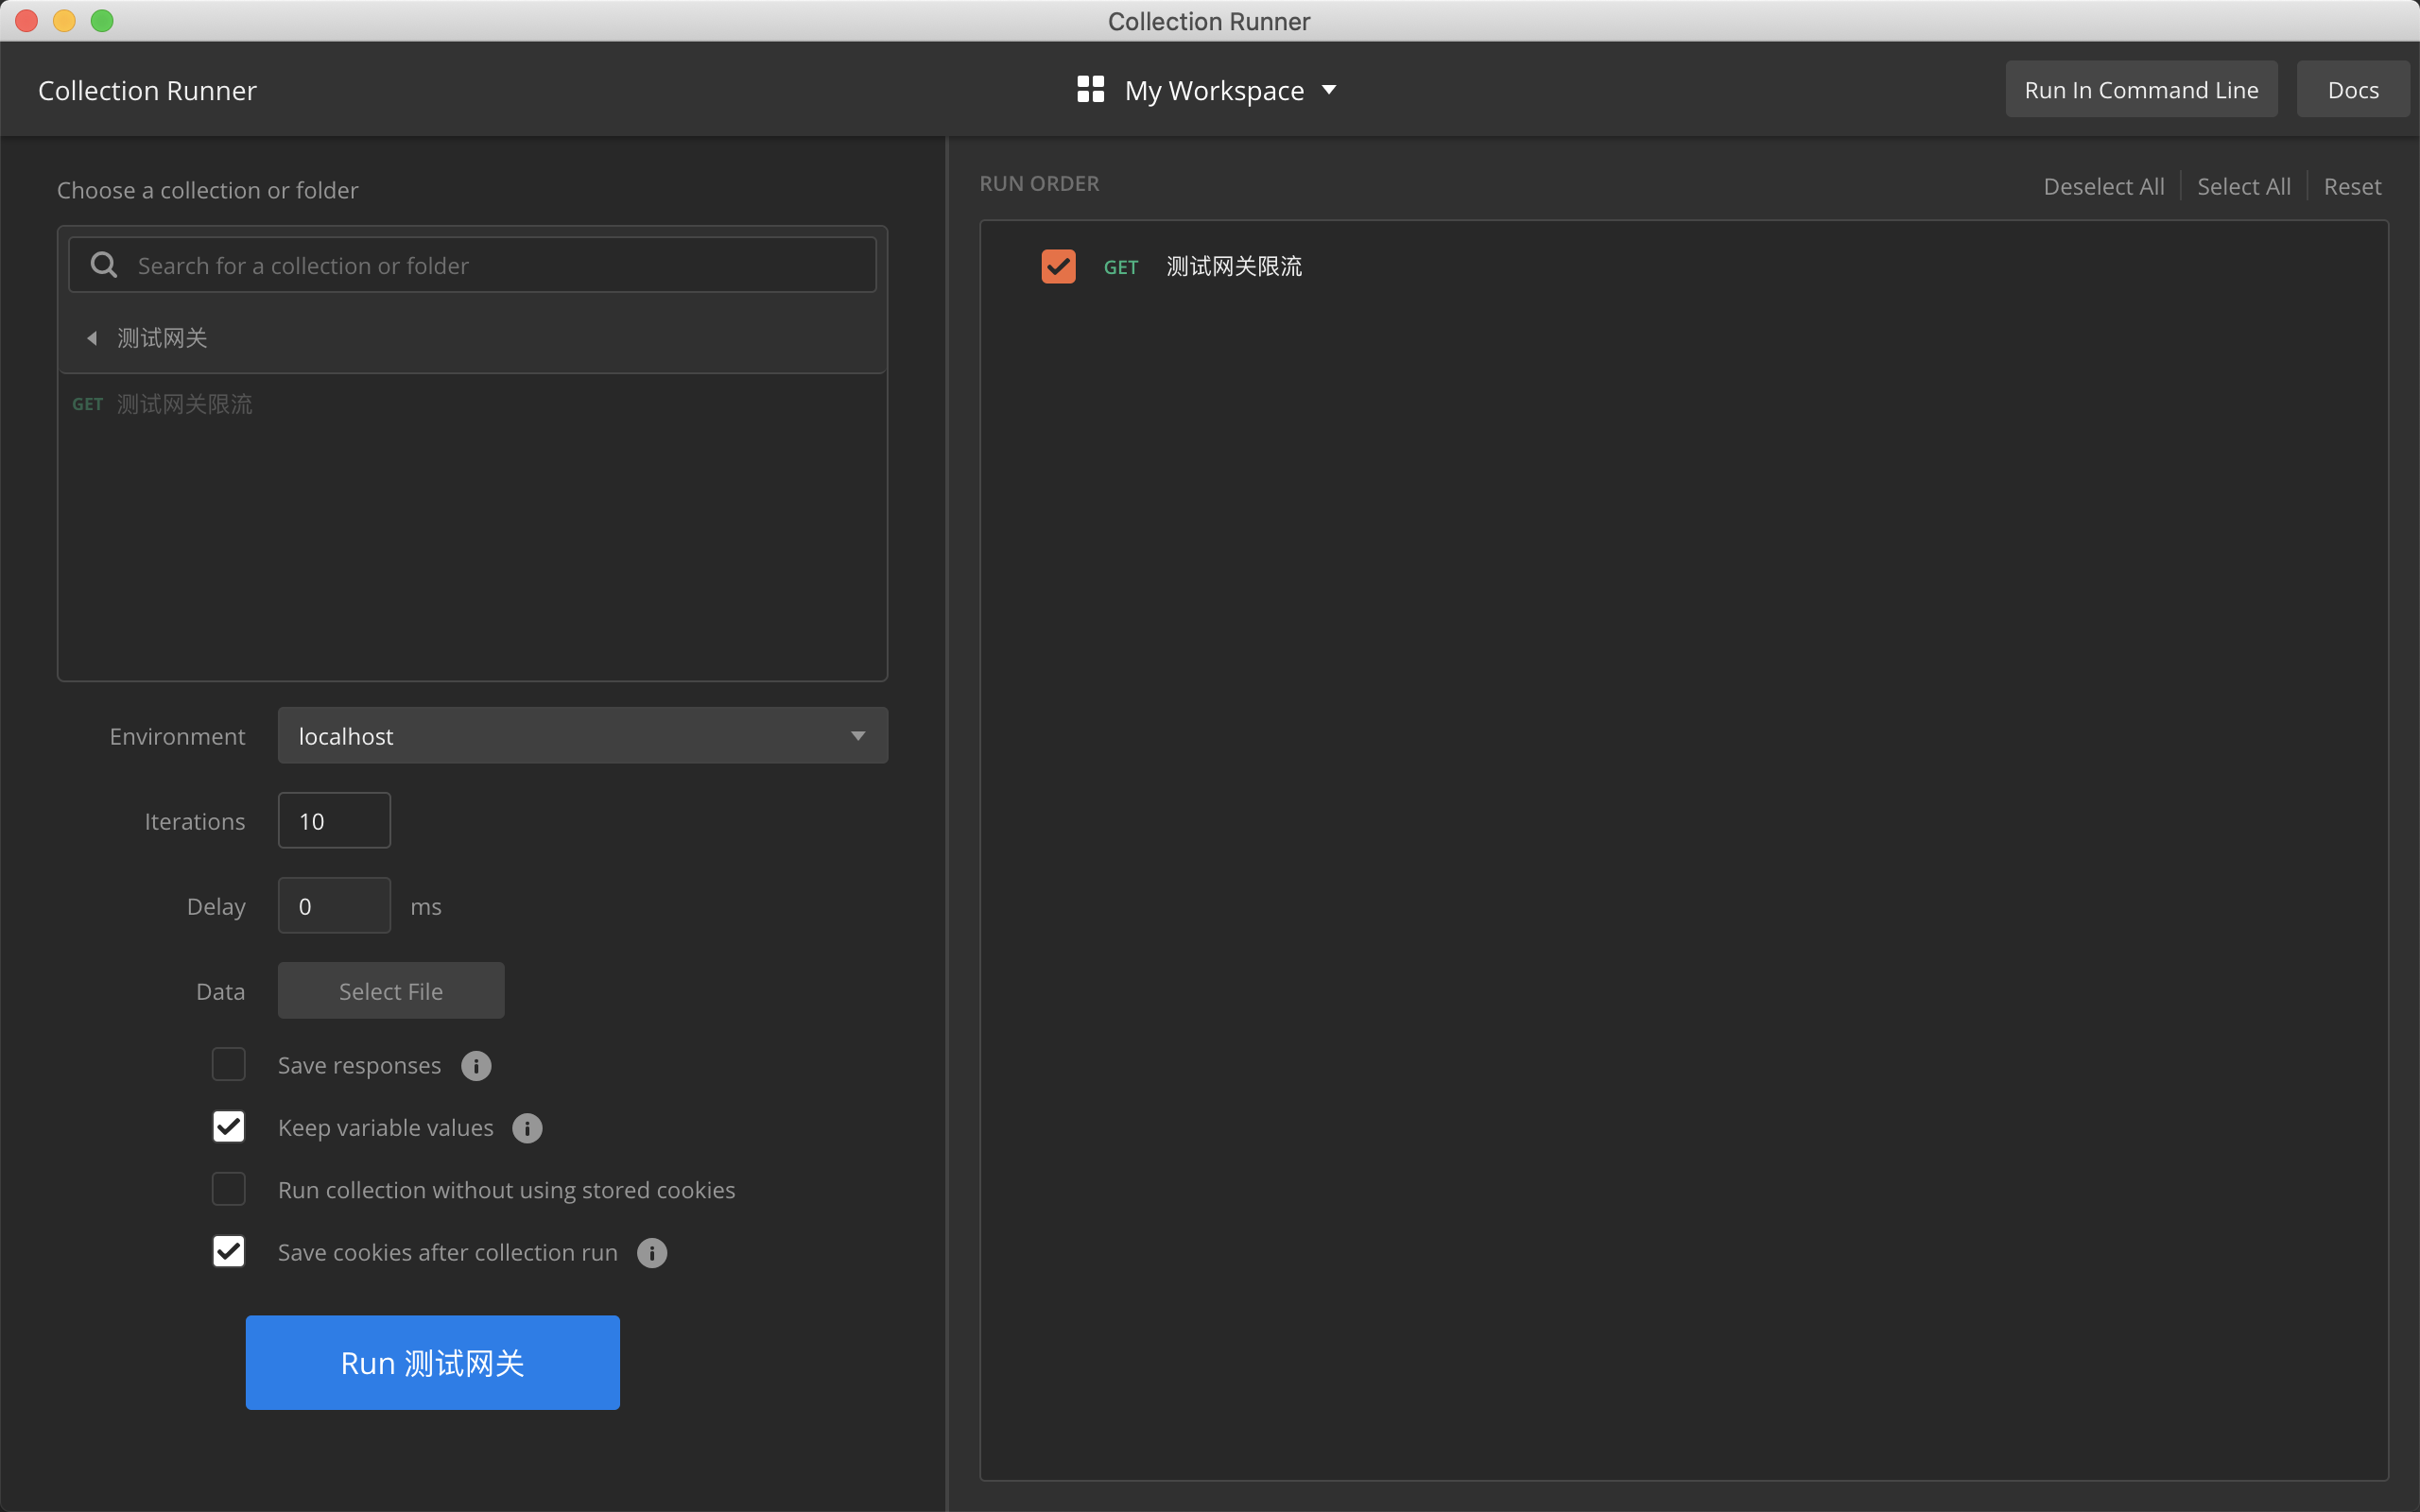 Collection Runner
Collection Runner
My Workspace
Run In Command Line
Docs
Choose a collection or folder
Search for a collection or folder
测试网关
GET 测试网关限流
Environment localhost
Iterations 10
Delay 0 ms
Data Select File
Save responses
Keep variable values
Run collection without using stored cookies
Save cookies after collection run
Run 测试网关
RUN ORDER
Deselect All
Select All
Reset
GET 测试网关限流